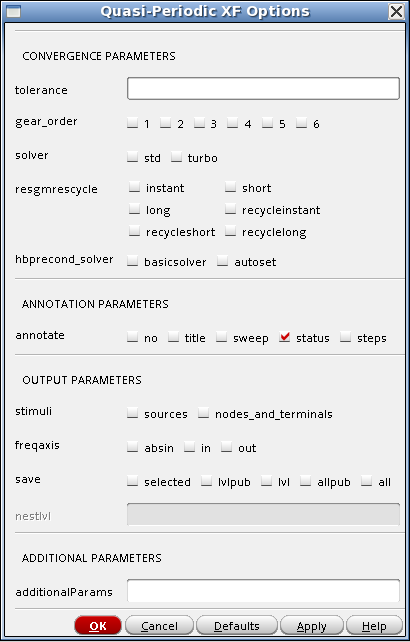 Quasi-Periodic XF Options
CONVERGENCE PARAMETERS
tolerance
gear_order 1 2 3 4 5 6
solver std turbo
resgmrescycle instant short
long recycleinstant
recycleshort recyclelong
hbprecond_solver basicsolver autoset
ANNOTATION PARAMETERS
annotate no title sweep status steps
OUTPUT PARAMETERS
stimuli sources nodes_and_terminals
freqaxis absin in out
save selected lvlpub lvl allpub all
nestlvl
ADDITIONAL PARAMETERS
additionalParams
OK Cancel Defaults Apply Help